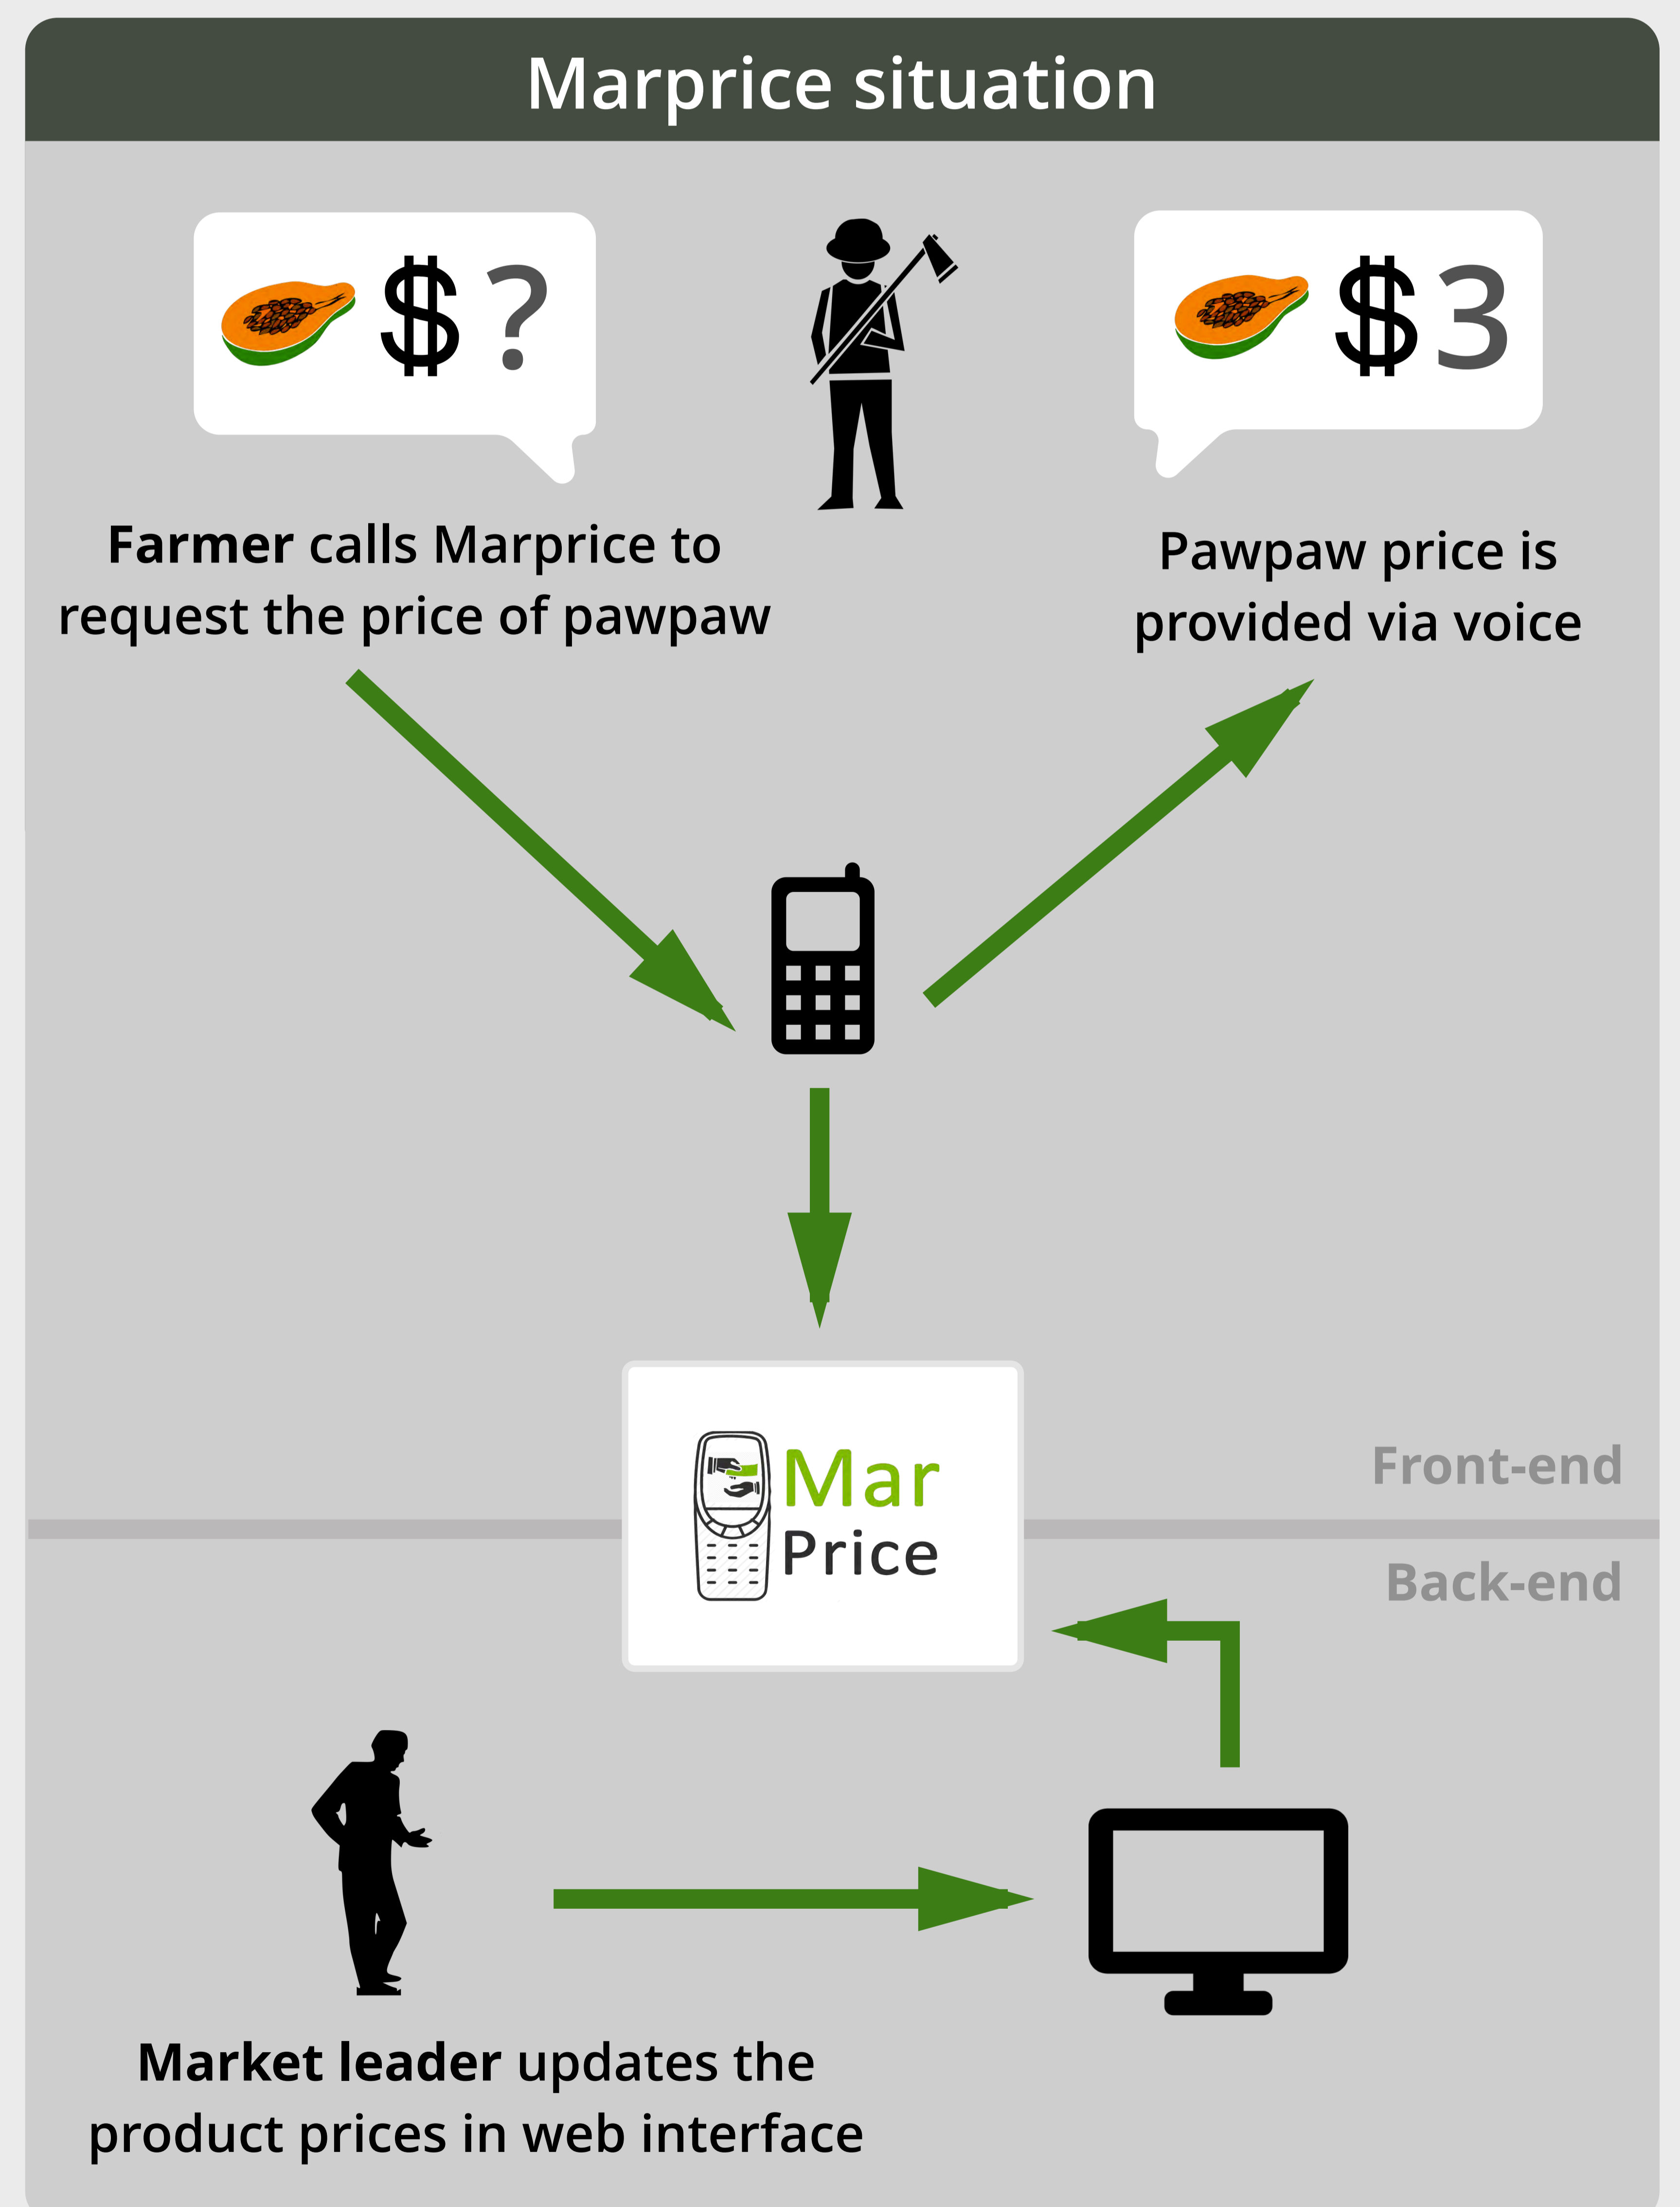 Marprice situation
$?
$3
Farmer calls Marprice to
request the price of pawpaw
Pawpaw price is
provided via voice
Mar
Price
Front-end
Back-end
Market leader updates the
product prices in web interface